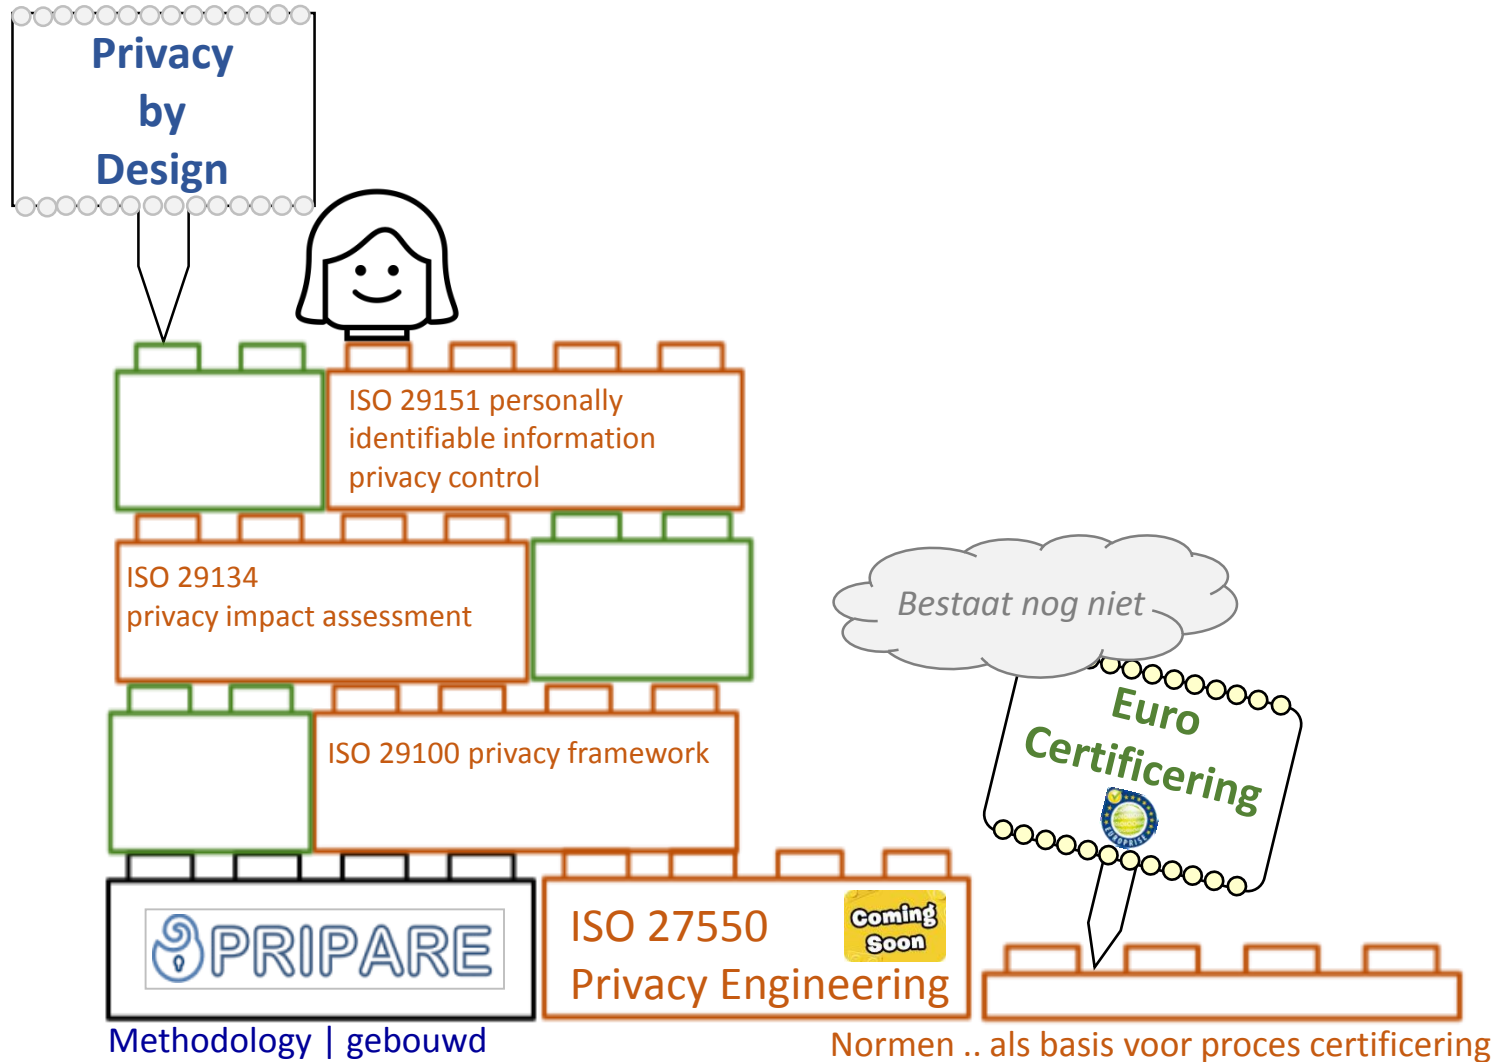 Privacy
by
Design
ISO 29151 personally
identifiable information
privacy control
ISO 29134
privacy impact assessment
Bestaat nog niet
Euro
Certificering
EUROPRISE
ISO 29100 privacy framework
PRIPARE
ISO 27550
Privacy Engineering
Coming
Soon
Methodology | gebouwd
Normen .. als basis voor proces certificering